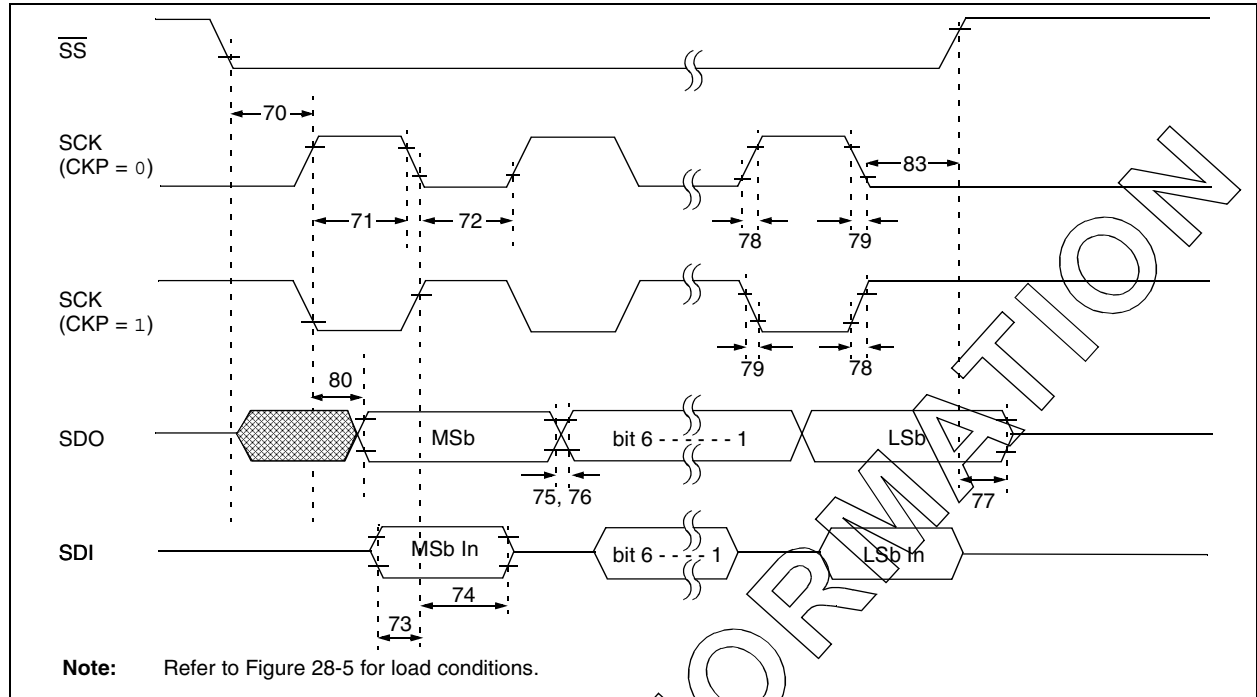 SS
70
SCK
(CKP = 0)
83
71
72
78
79
SCK
(CKP = 1)
79
78
80
SDO
MSb
bit 6 - - - - - - 1
LSb
75, 76
77
SDI
MSb In
bit 6 - - - - - 1
LSb In
74
73
Note: Refer to Figure 28-5 for load conditions.
ORMATION